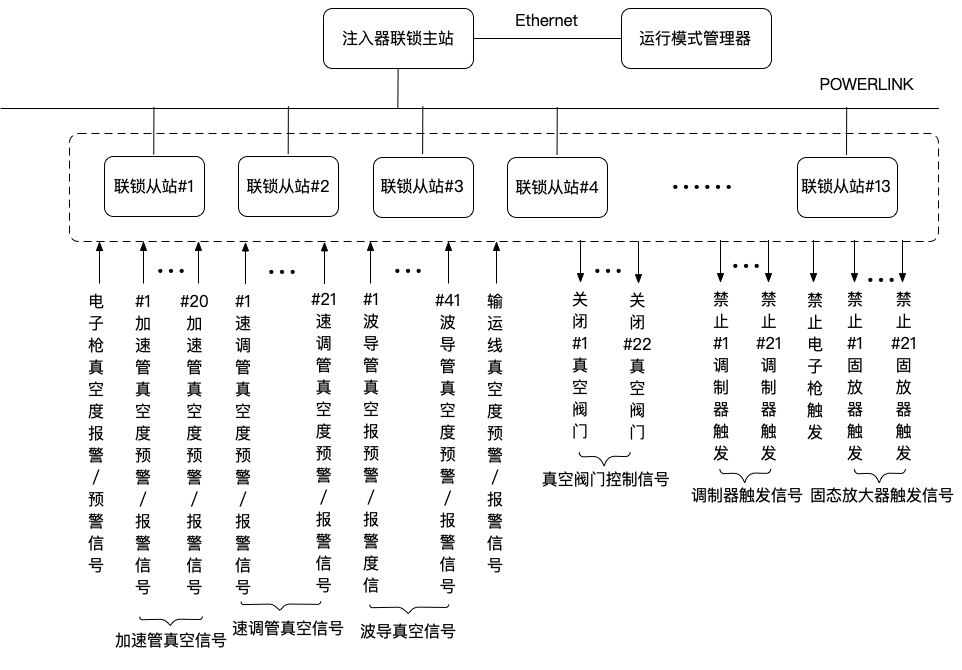 注入器联锁主站
Ethernet
运行模式管理器
POWERLINK
联锁从站#1
联锁从站#2
联锁从站#3
联锁从站#4
......
联锁从站#13
电子枪真空度报警/预警信号
#1加速管真空度预警/报警信号
...
#20加速管真空度预警/报警信号
#1速调管真空度预警/报警信号
...
#21速调管真空度预警/报警信号
#1波导管真空报预警/报警度信
...
#41波导管真空度预警/报警信号
输运线真空度预警/报警信号
关闭#1真空阀门
...
关闭#22真空阀门
禁止#1调制器触发
...
禁止#21调制器触发
禁止电子枪触发
禁止#1固放器触发
...
禁止#21固放器触发
加速管真空信号
速调管真空信号
波导真空信号
真空阀门控制信号
调制器触发信号
固态放大器触发信号